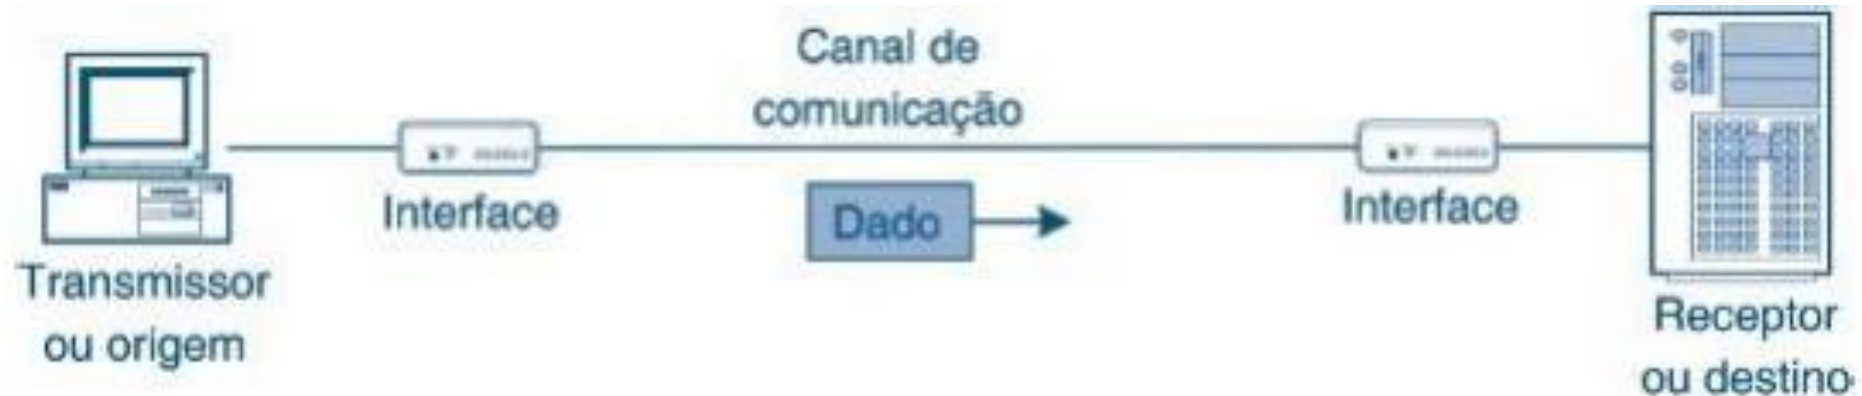 Canal de
comunicação
Interface
Dado
Interface
Transmissor
ou origem
Receptor
ou destino